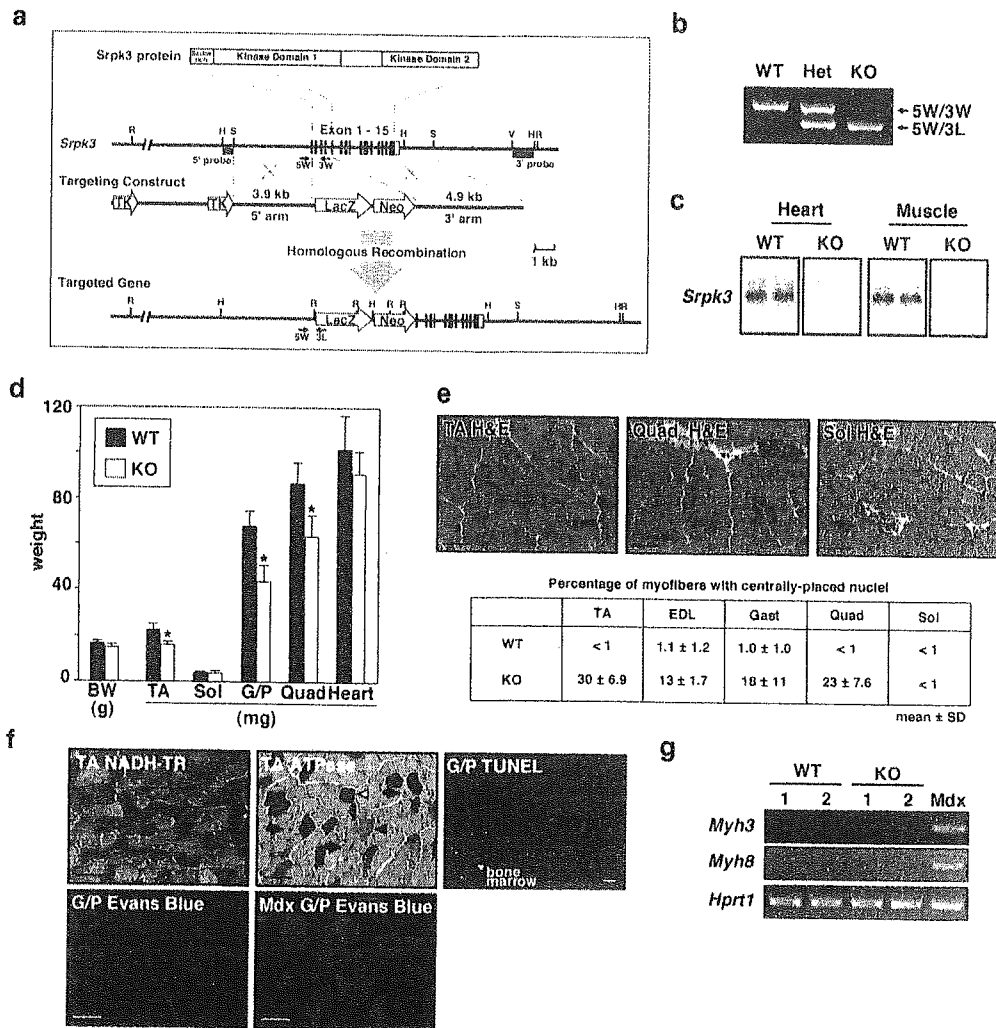 a
Srpk3 protein
Kinase Domain 1
Kinase Domain 2
Exon 1 - 15
R
H S
H
S
V
HR
Srpk3
5' probe
5W
3W
3' probe
Targeting Construct
3.9 kb
4.9 kb
TK
TK
LacZ
Neo
5' arm
3' arm
Homologous Recombination
1 kb
Targeted Gene
R
H
R
R H R R
H
S
HR
LacZ
Neo
5W
3L
b
WT Het KO
5W/3W
5W/3L
c
Heart
Muscle
WT KO WT KO
Srpk3
d
120
80
40
0
weight
WT
KO
*
*
*
BW TA Sol G/P Quad Heart
(g)
(mg)
e
TA H&E
Quad H&E
Sol H&E
Percentage of myofibers with centrally-placed nuclei
TA EDL Gast Quad Sol
WT < 1 1.1 ± 1.2 1.0 ± 1.0 < 1 < 1
KO 30 ± 6.9 13 ± 1.7 18 ± 11 23 ± 7.6 < 1
mean ± SD
f
TA NADH-TR
TA ATPase
G/P TUNEL
bone
marrow
G/P Evans Blue
Mdx G/P Evans Blue
g
WT KO
1 2 1 2 Mdx
Myh3
Myh8
Hprt1